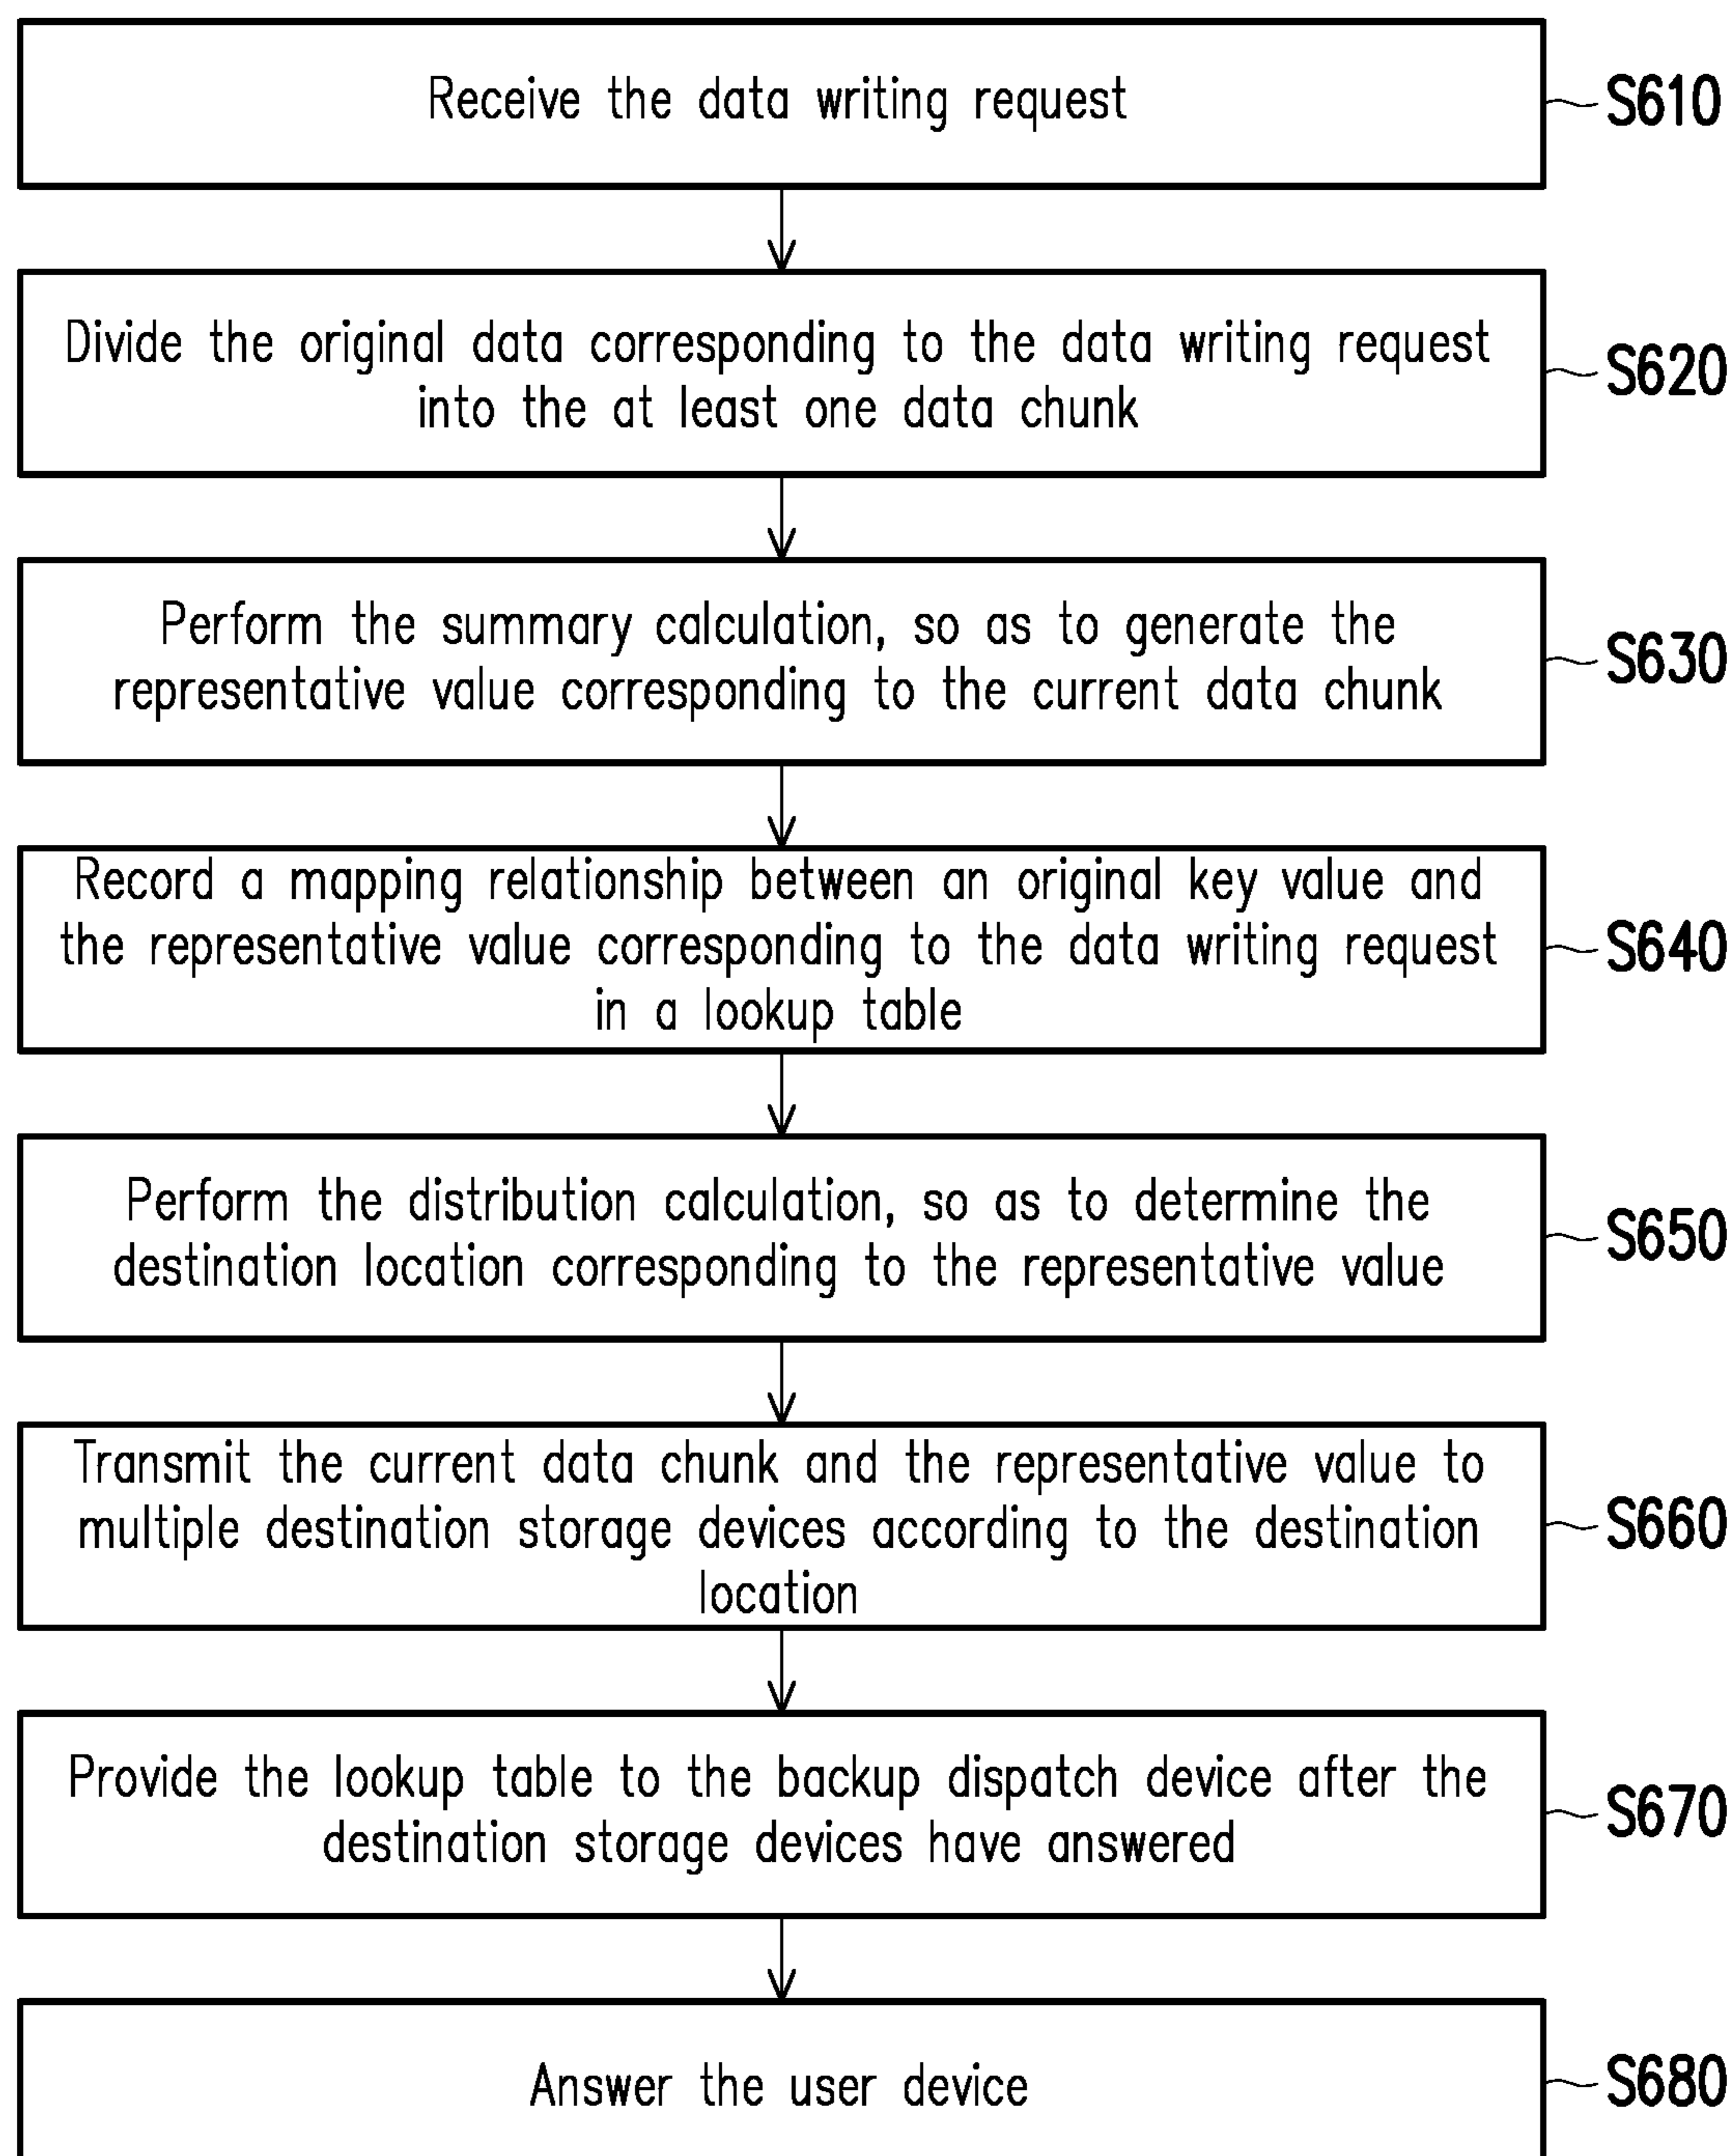 Receive the data writing request
S610
Divide the original data corresponding to the data writing request
into the at least one data chunk
S620
Perform the summary calculation, so as to generate the
representative value corresponding to the current data chunk
S630
Record a mapping relationship between an original key value and
the representative value corresponding to the data writing request
in a lookup table
S640
Perform the distribution calculation, so as to determine the
destination location corresponding to the representative value
S650
Transmit the current data chunk and the representative value to
multiple destination storage devices according to the destination
location
S660
Provide the lookup table to the backup dispatch device after the
destination storage devices have answered
S670
Answer the user device
S680